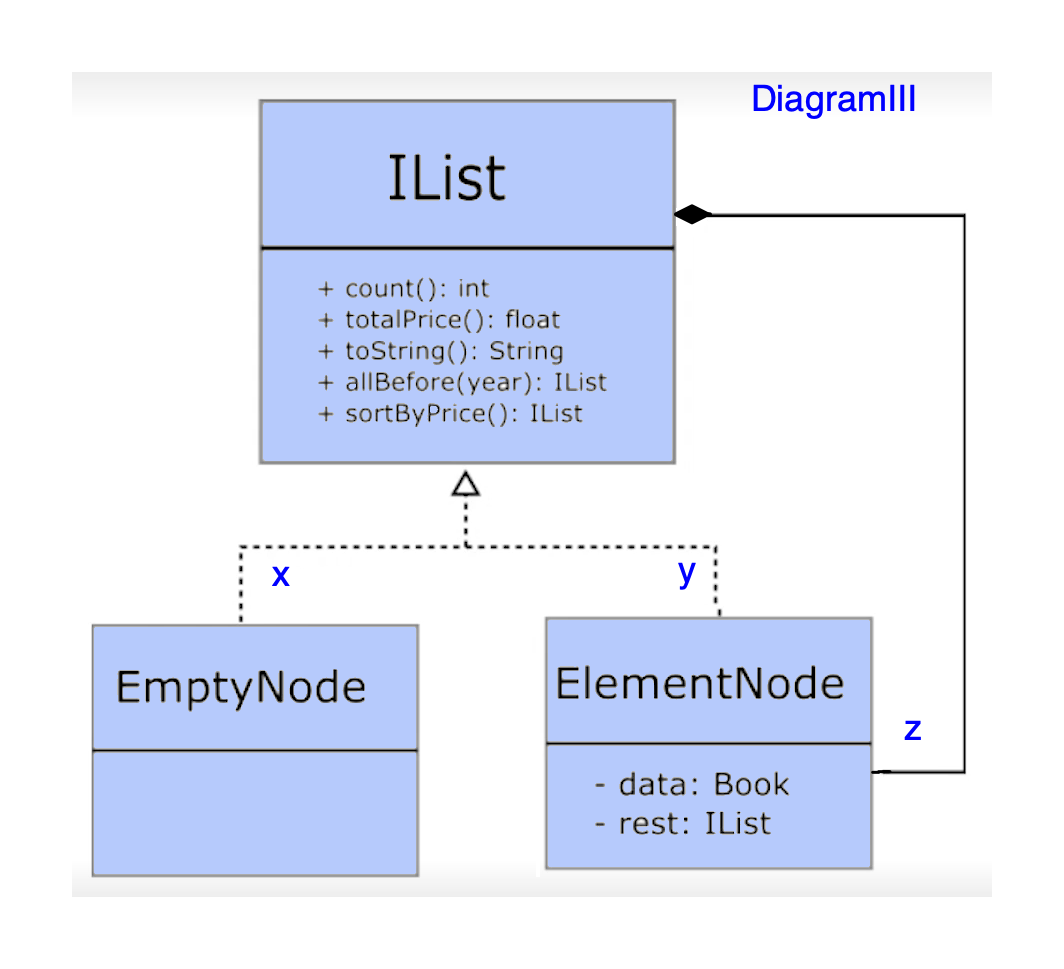 DiagramIII
IList
+ count(): int
+ totalPrice(): float
+ toString(): String
+ allBefore(year): IList
+ sortByPrice(): IList
x
y
EmptyNode
ElementNode
z
- data: Book
- rest: IList